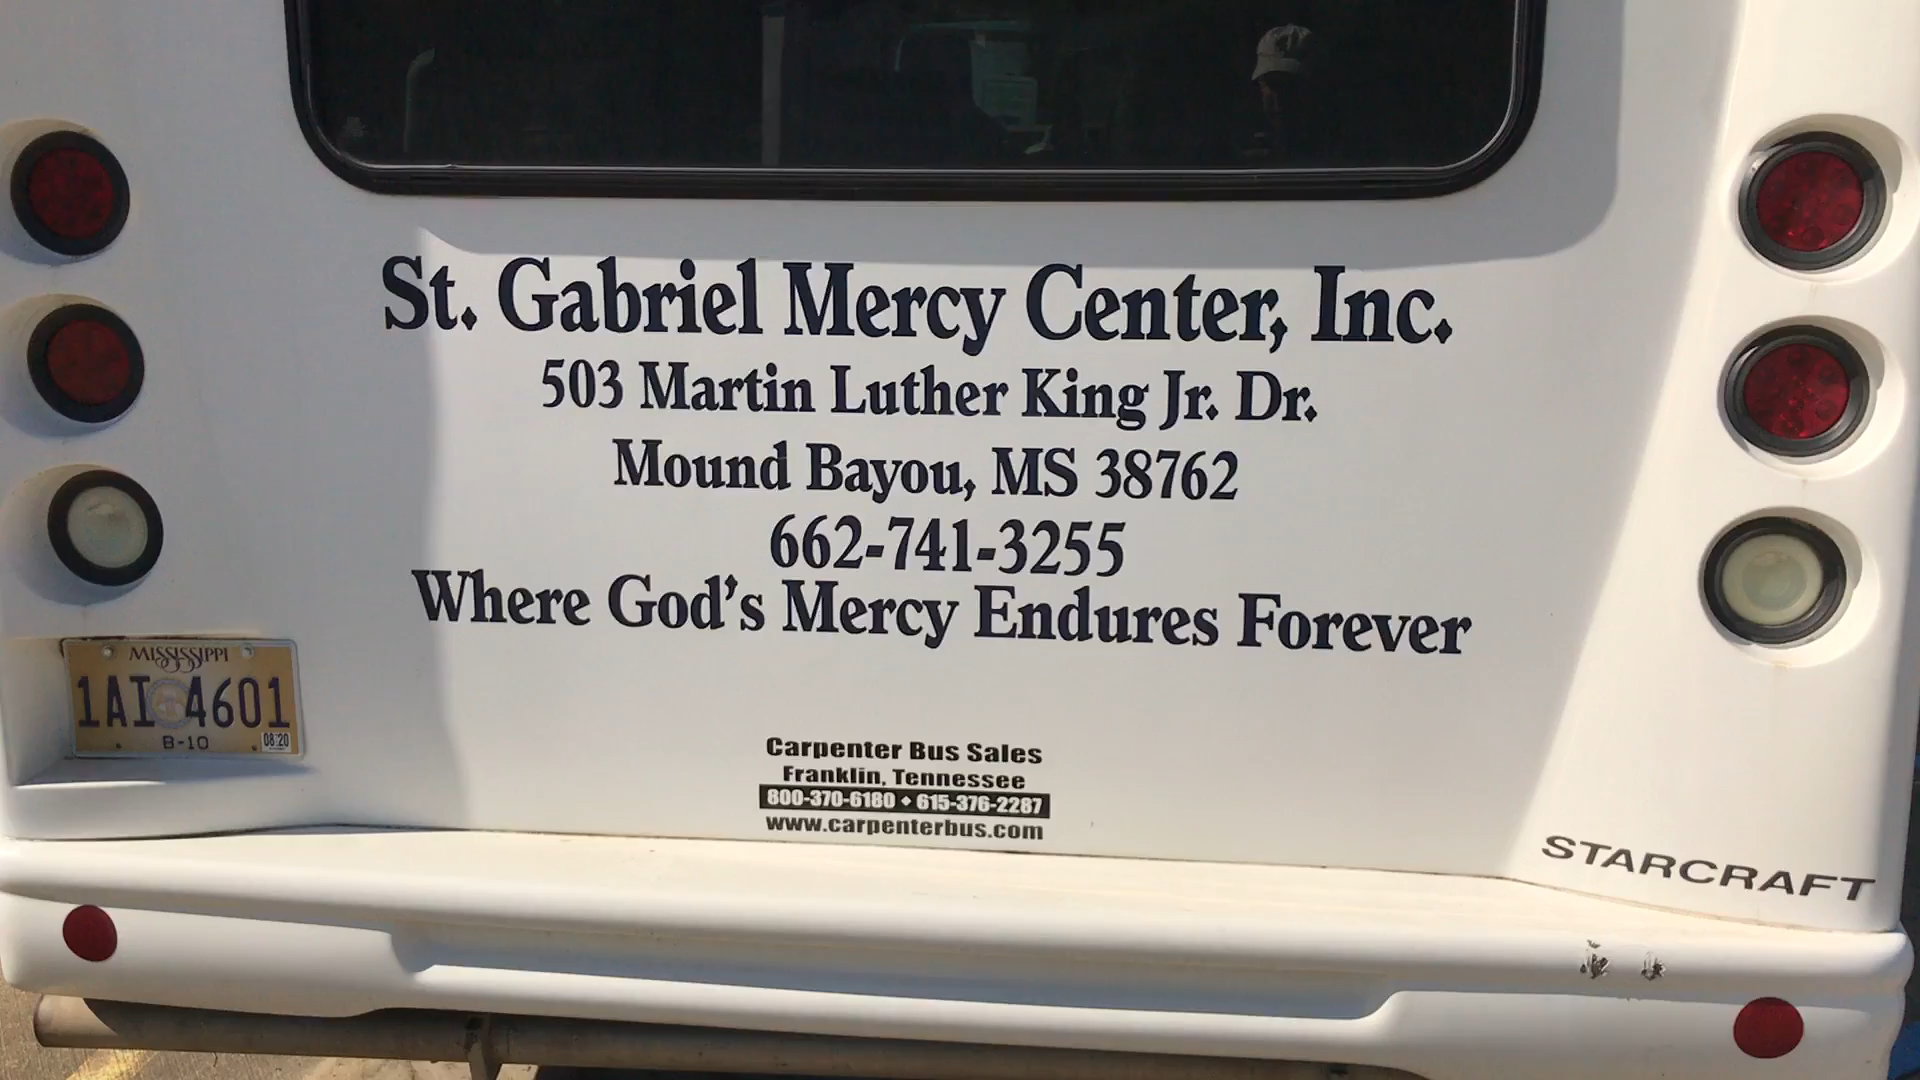 St. Gabriel Mercy Center, Inc.
503 Martin Luther King Jr. Dr.
Mound Bayou, MS 38762
662-741-3255
Where God's Mercy Endures Forever
MISSISSIPPI
1AI 4601
B-10
08 20
Carpenter Bus Sales
Franklin, Tennessee
800-370-6180 • 615-376-2287
www.carpenterbus.com
STARCRAFT